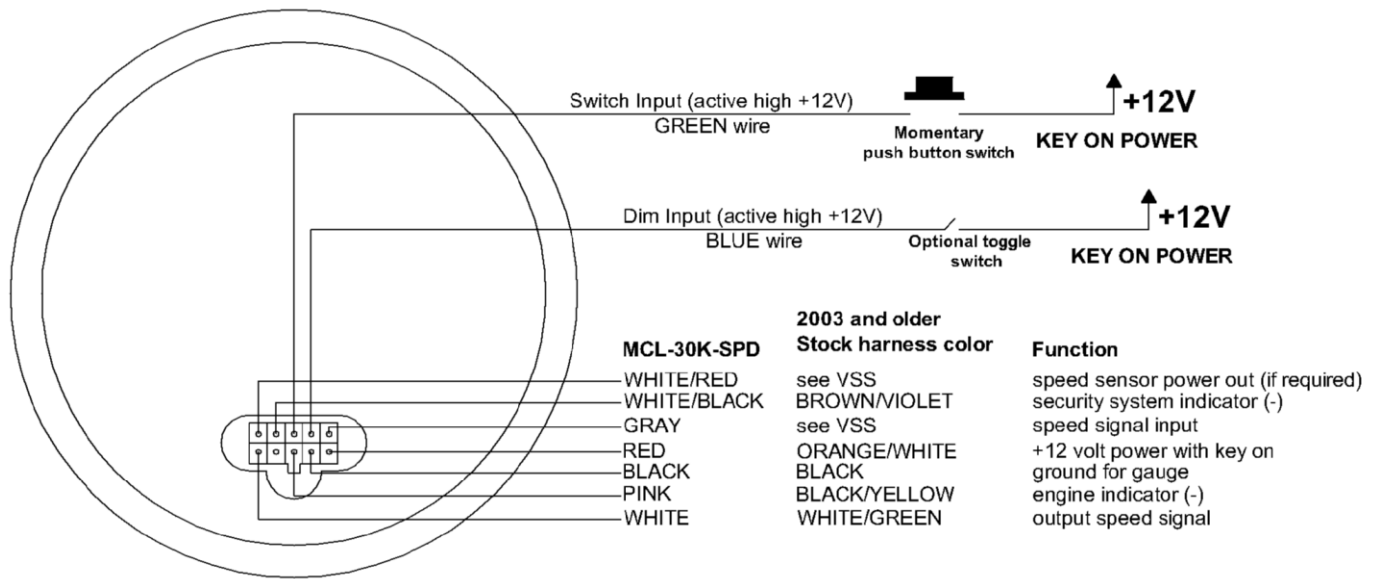 Switch Input (active high +12V)
GREEN wire
Momentary
push button switch
+12V
KEY ON POWER
Dim Input (active high +12V)
BLUE wire
Optional toggle
switch
+12V
KEY ON POWER
2003 and older
MCL-30K-SPD Stock harness color Function
WHITE/RED see VSS speed sensor power out (if required)
WHITE/BLACK BROWN/VIOLET security system indicator (-)
GRAY see VSS speed signal input
RED ORANGE/WHITE +12 volt power with key on
BLACK BLACK ground for gauge
PINK BLACK/YELLOW engine indicator (-)
WHITE WHITE/GREEN output speed signal